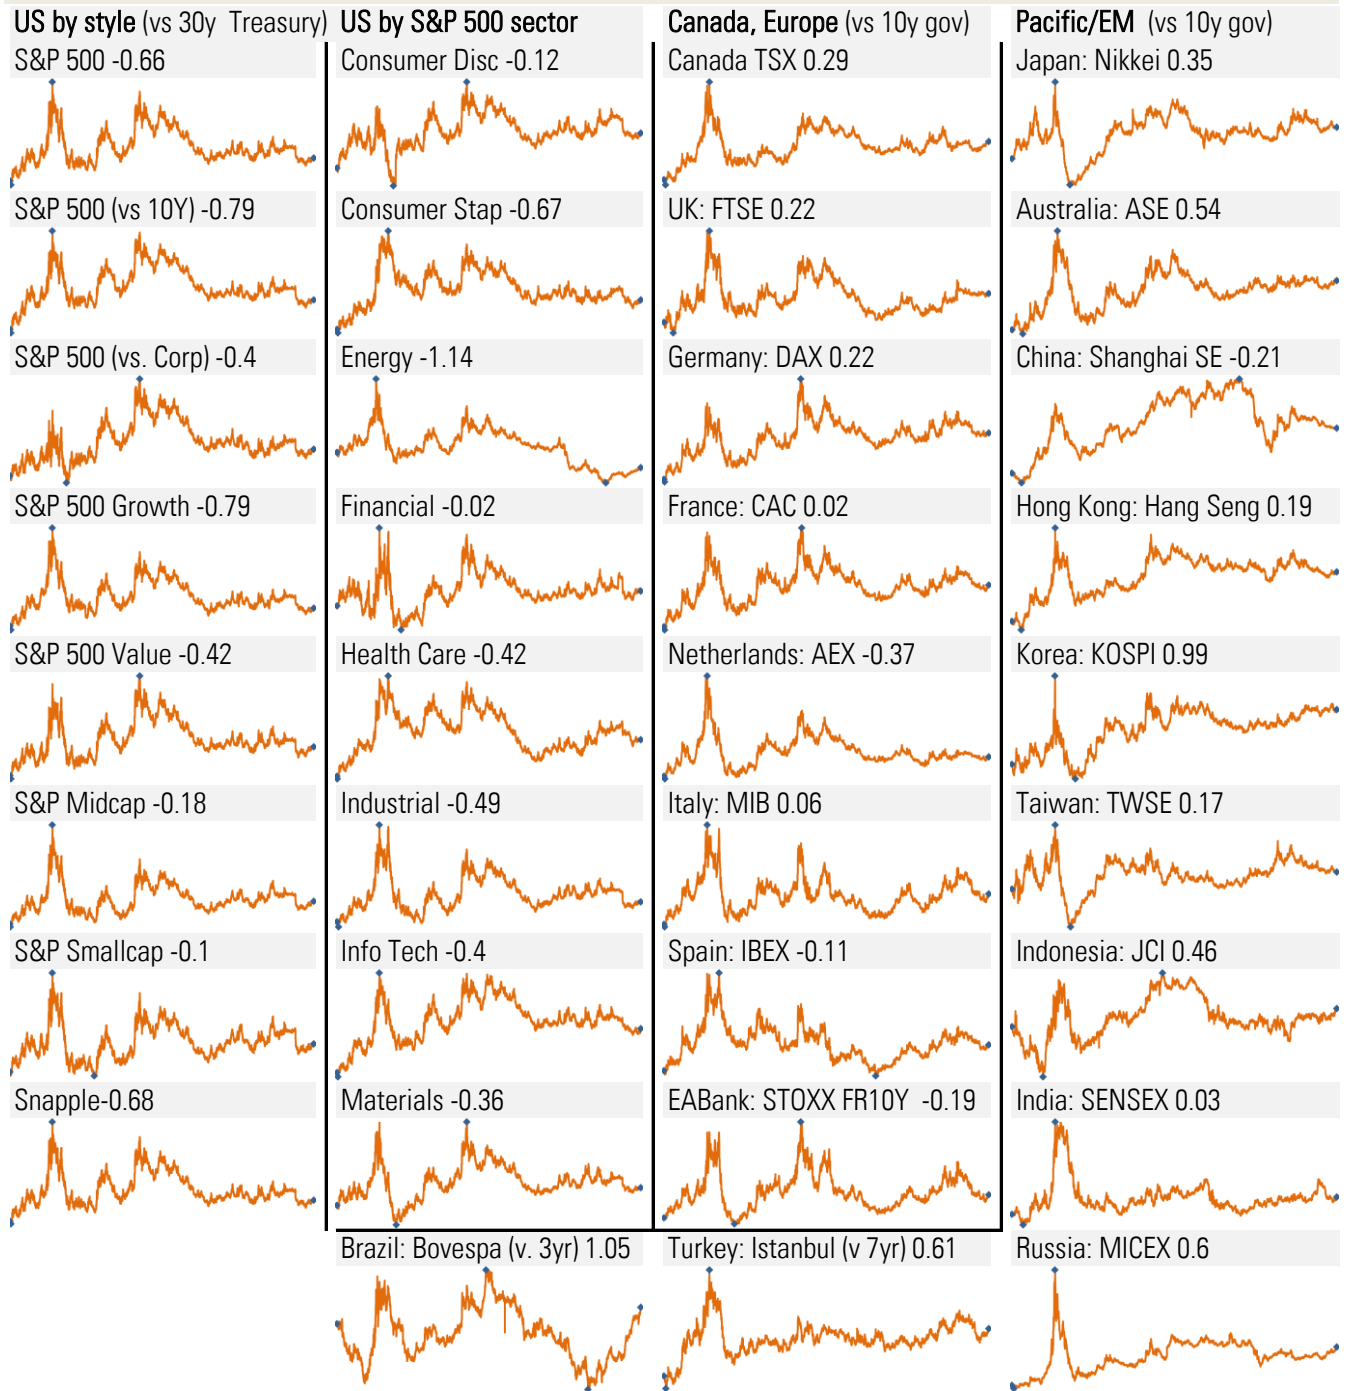 US by style (vs 30y Treasury)
S&P 500 -0.66
S&P 500 (vs 10Y) -0.79
S&P 500 (vs. Corp) -0.4
S&P 500 Growth -0.79
S&P 500 Value -0.42
S&P Midcap -0.18
S&P Smallcap -0.1
Snapple-0.68
US by S&P 500 sector
Consumer Disc -0.12
Consumer Stap -0.67
Energy -1.14
Financial -0.02
Health Care -0.42
Industrial -0.49
Info Tech -0.4
Materials -0.36
Brazil: Bovespa (v. 3yr) 1.05
Canada, Europe (vs 10y gov)
Canada TSX 0.29
UK: FTSE 0.22
Germany: DAX 0.22
France: CAC 0.02
Netherlands: AEX -0.37
Italy: MIB 0.06
Spain: IBEX -0.11
EABank: STOXX FR10Y -0.19
Turkey: Istanbul (v 7yr) 0.61
Pacific/EM (vs 10y gov)
Japan: Nikkei 0.35
Australia: ASE 0.54
China: Shanghai SE -0.21
Hong Kong: Hang Seng 0.19
Korea: KOSPI 0.99
Taiwan: TWSE 0.17
Indonesia: JCI 0.46
India: SENSEX 0.03
Russia: MICEX 0.6